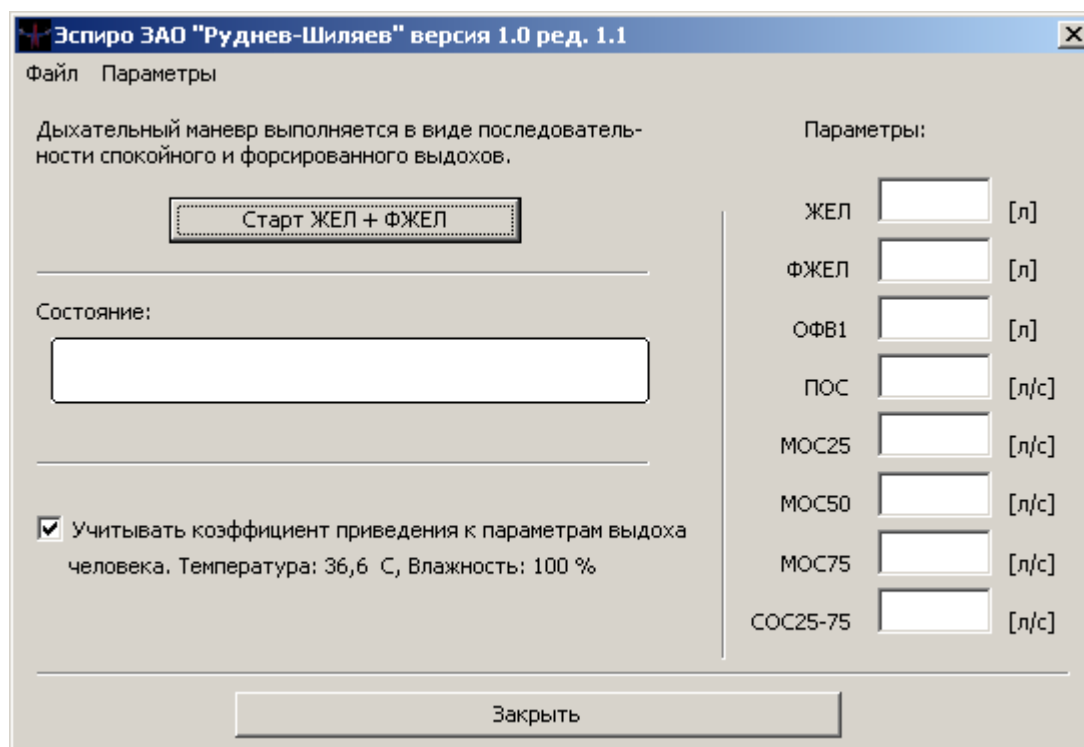 Эспиро ЗАО "Руднев-Шиляев" версия 1.0 ред. 1.1
Файл Параметры
Дыхательный маневр выполняется в виде последователь-
ности спокойного и форсированного выдохов.
Старт ЖЕЛ + ФЖЕЛ
Состояние:
Учитывать коэффициент приведения к параметрам выдоха
человека. Температура: 36,6 С, Влажность: 100 %
Параметры:
ЖЕЛ [л]
ФЖЕЛ [л]
ОФВ1 [л]
ПОС [л/с]
МОС25 [л/с]
МОС50 [л/с]
МОС75 [л/с]
СОС25-75 [л/с]
Закрыть